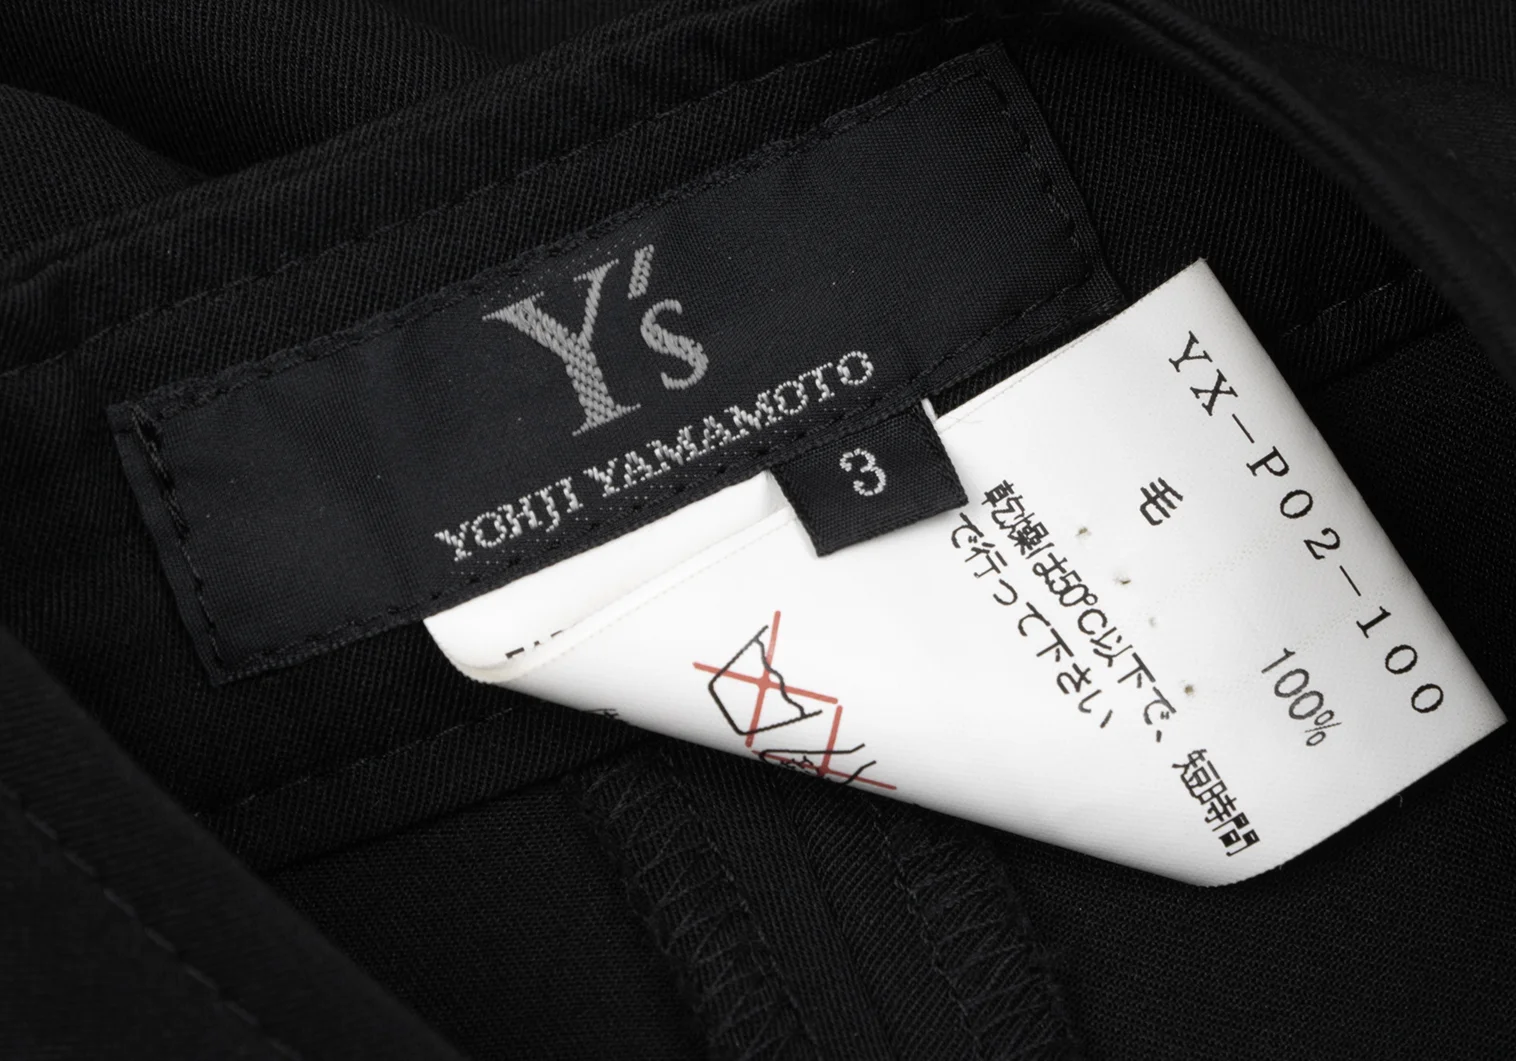 Y's
YOHJI YAMAMOTO
3
YX-P02-100
毛 100%
乾燥は50℃以下で、短時間
で行って下さい